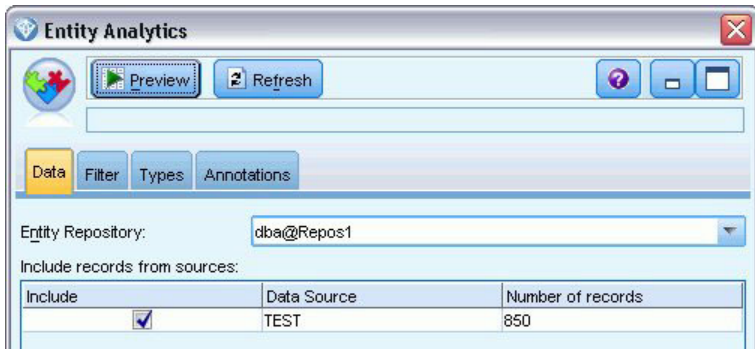 Entity Analytics
Preview Refresh
Data Filter Types Annotations
Entity Repository: dba@Repos1
Include records from sources:
Include Data Source Number of records
TEST 850